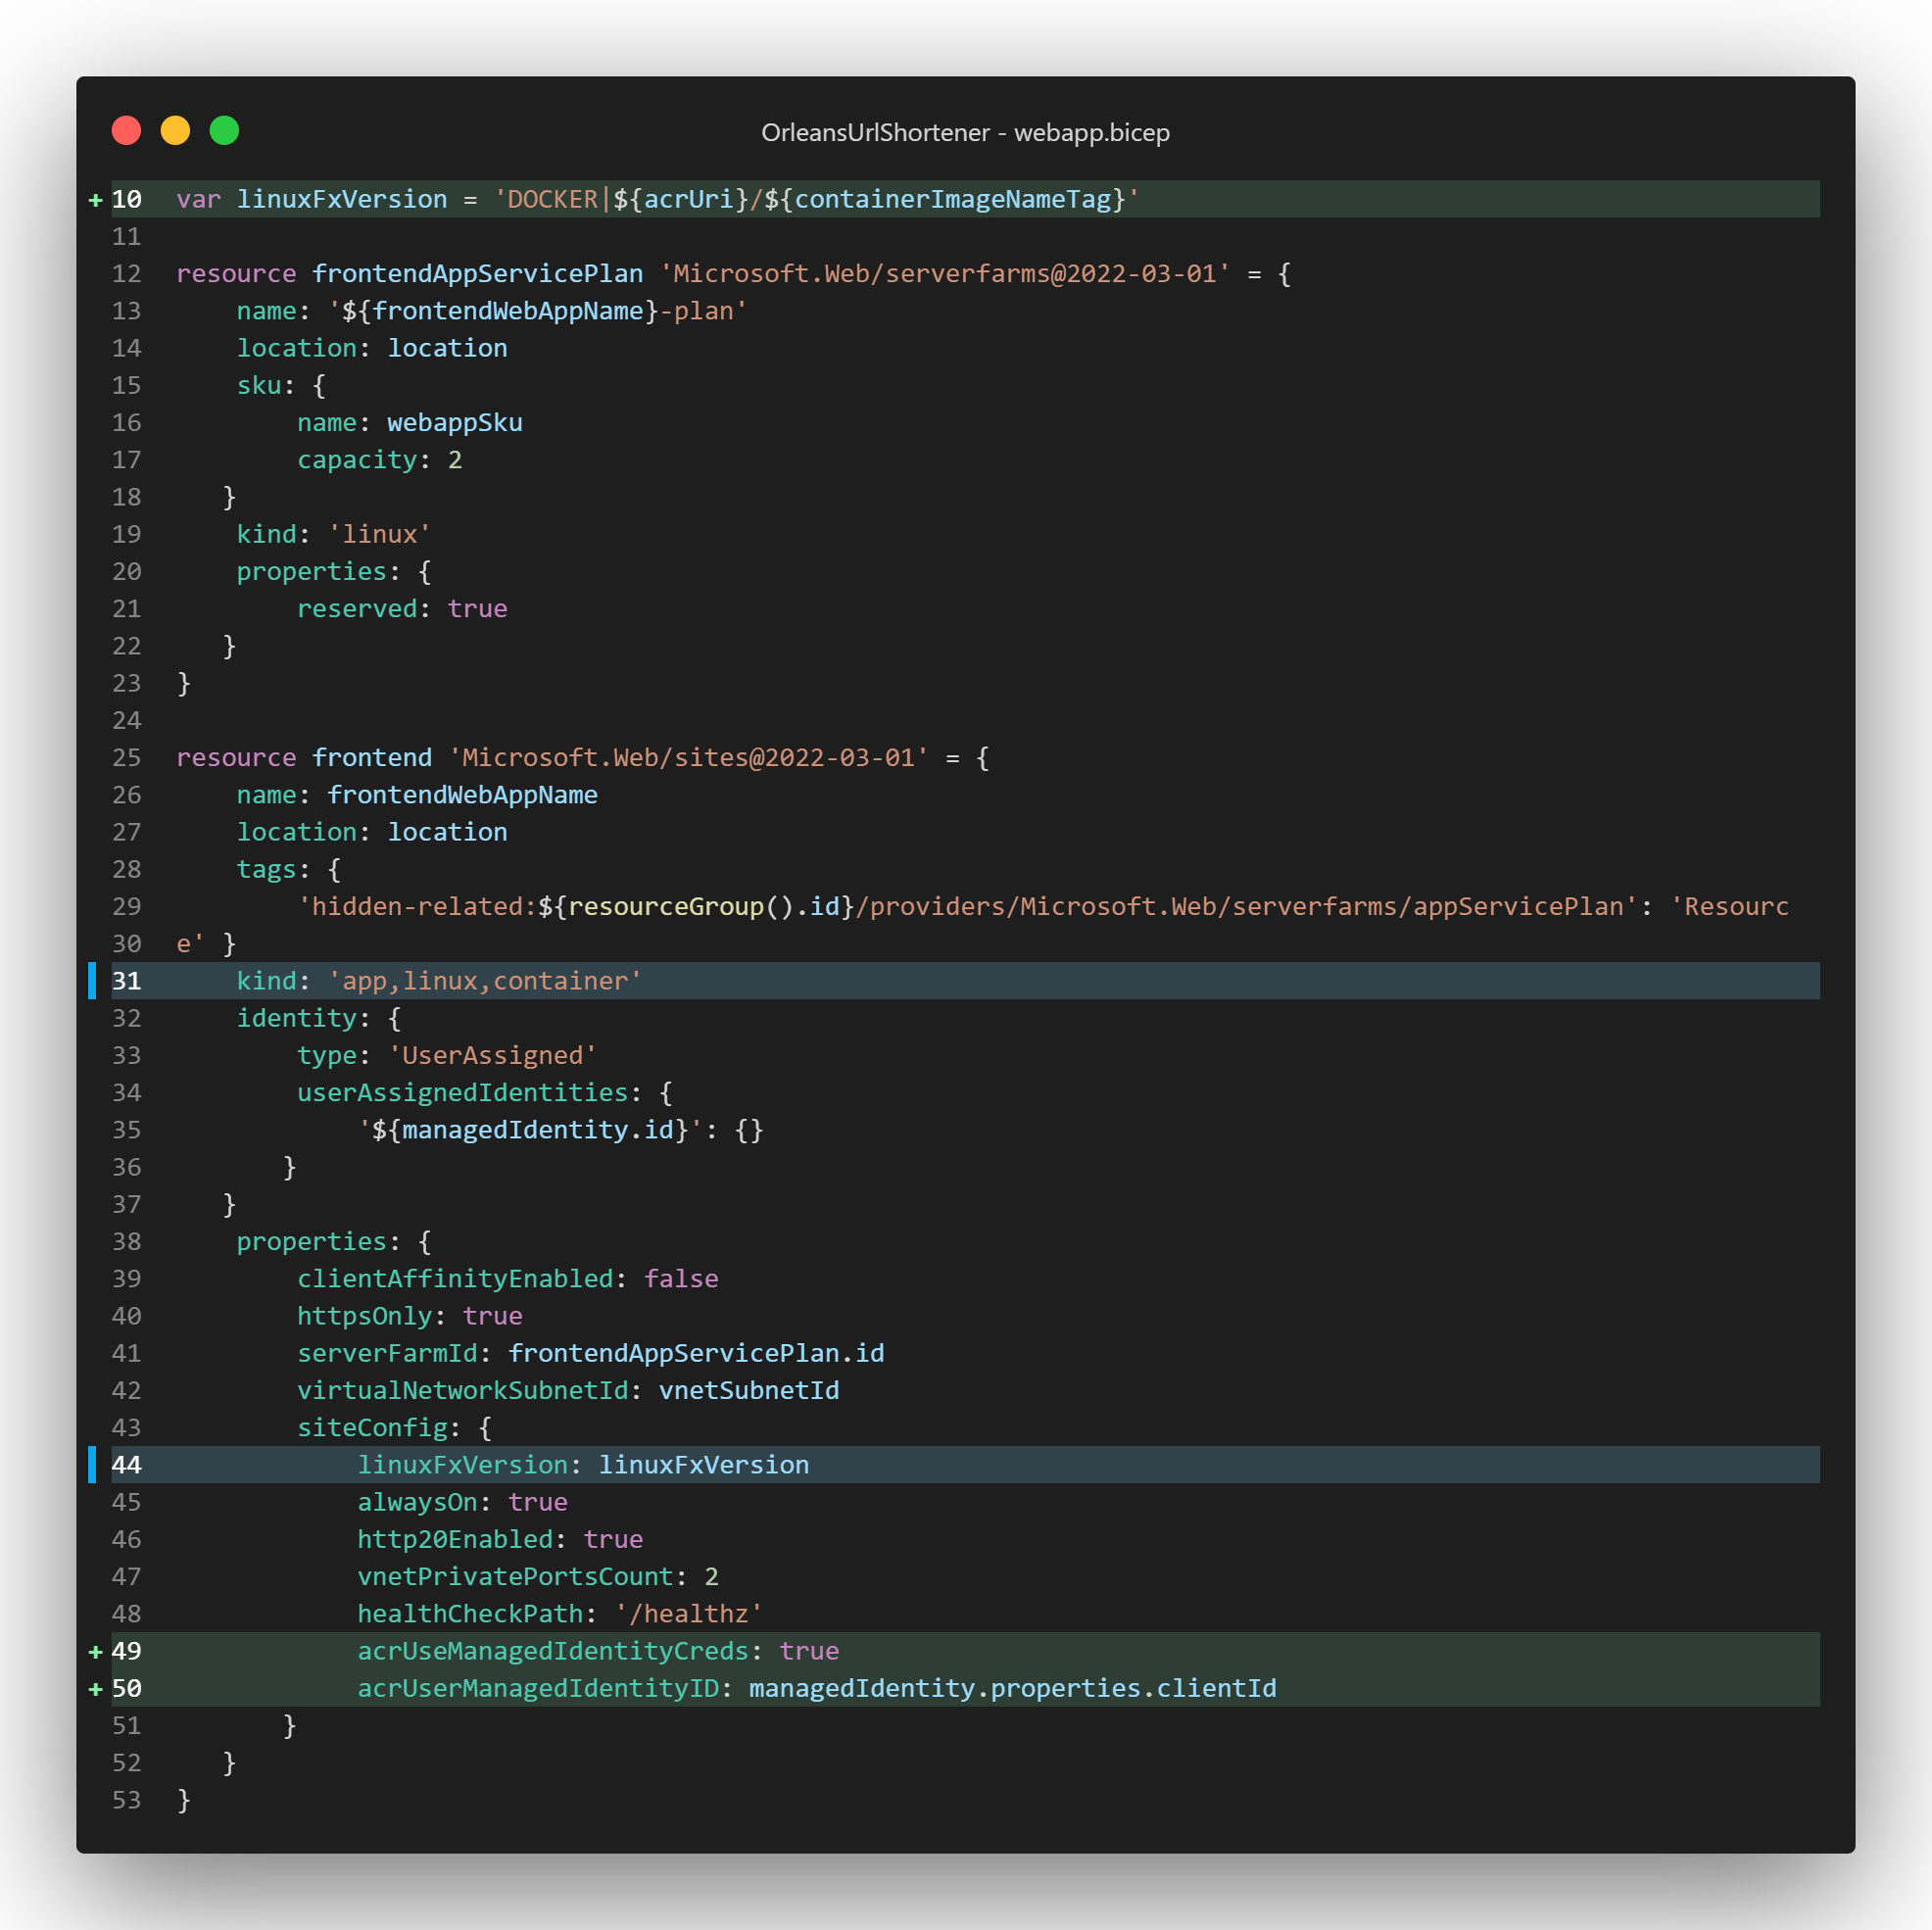 OrleansUrlShortener - webapp.bicep
+ 10 var linuxFxVersion = 'DOCKER|${acrUri}/${containerImageNameTag}'
11
12 resource frontendAppServicePlan 'Microsoft.Web/serverfarms@2022-03-01' = {
13     name: '${frontendWebAppName}-plan'
14     location: location
15     sku: {
16         name: webappSku
17         capacity: 2
18    }
19     kind: 'linux'
20     properties: {
21         reserved: true
22    }
23 }
24
25 resource frontend 'Microsoft.Web/sites@2022-03-01' = {
26     name: frontendWebAppName
27     location: location
28     tags: {
29         'hidden-related:${resourceGroup().id}/providers/Microsoft.Web/serverfarms/appServicePlan': 'Resourc
30 e' }
31     kind: 'app,linux,container'
32     identity: {
33         type: 'UserAssigned'
34         userAssignedIdentities: {
35             '${managedIdentity.id}': {}
36        }
37    }
38     properties: {
39         clientAffinityEnabled: false
40         httpsOnly: true
41         serverFarmId: frontendAppServicePlan.id
42         virtualNetworkSubnetId: vnetSubnetId
43         siteConfig: {
44             linuxFxVersion: linuxFxVersion
45             alwaysOn: true
46             http20Enabled: true
47             vnetPrivatePortsCount: 2
48             healthCheckPath: '/healthz'
+ 49             acrUseManagedIdentityCreds: true
+ 50             acrUserManagedIdentityID: managedIdentity.properties.clientId
51        }
52    }
53 }